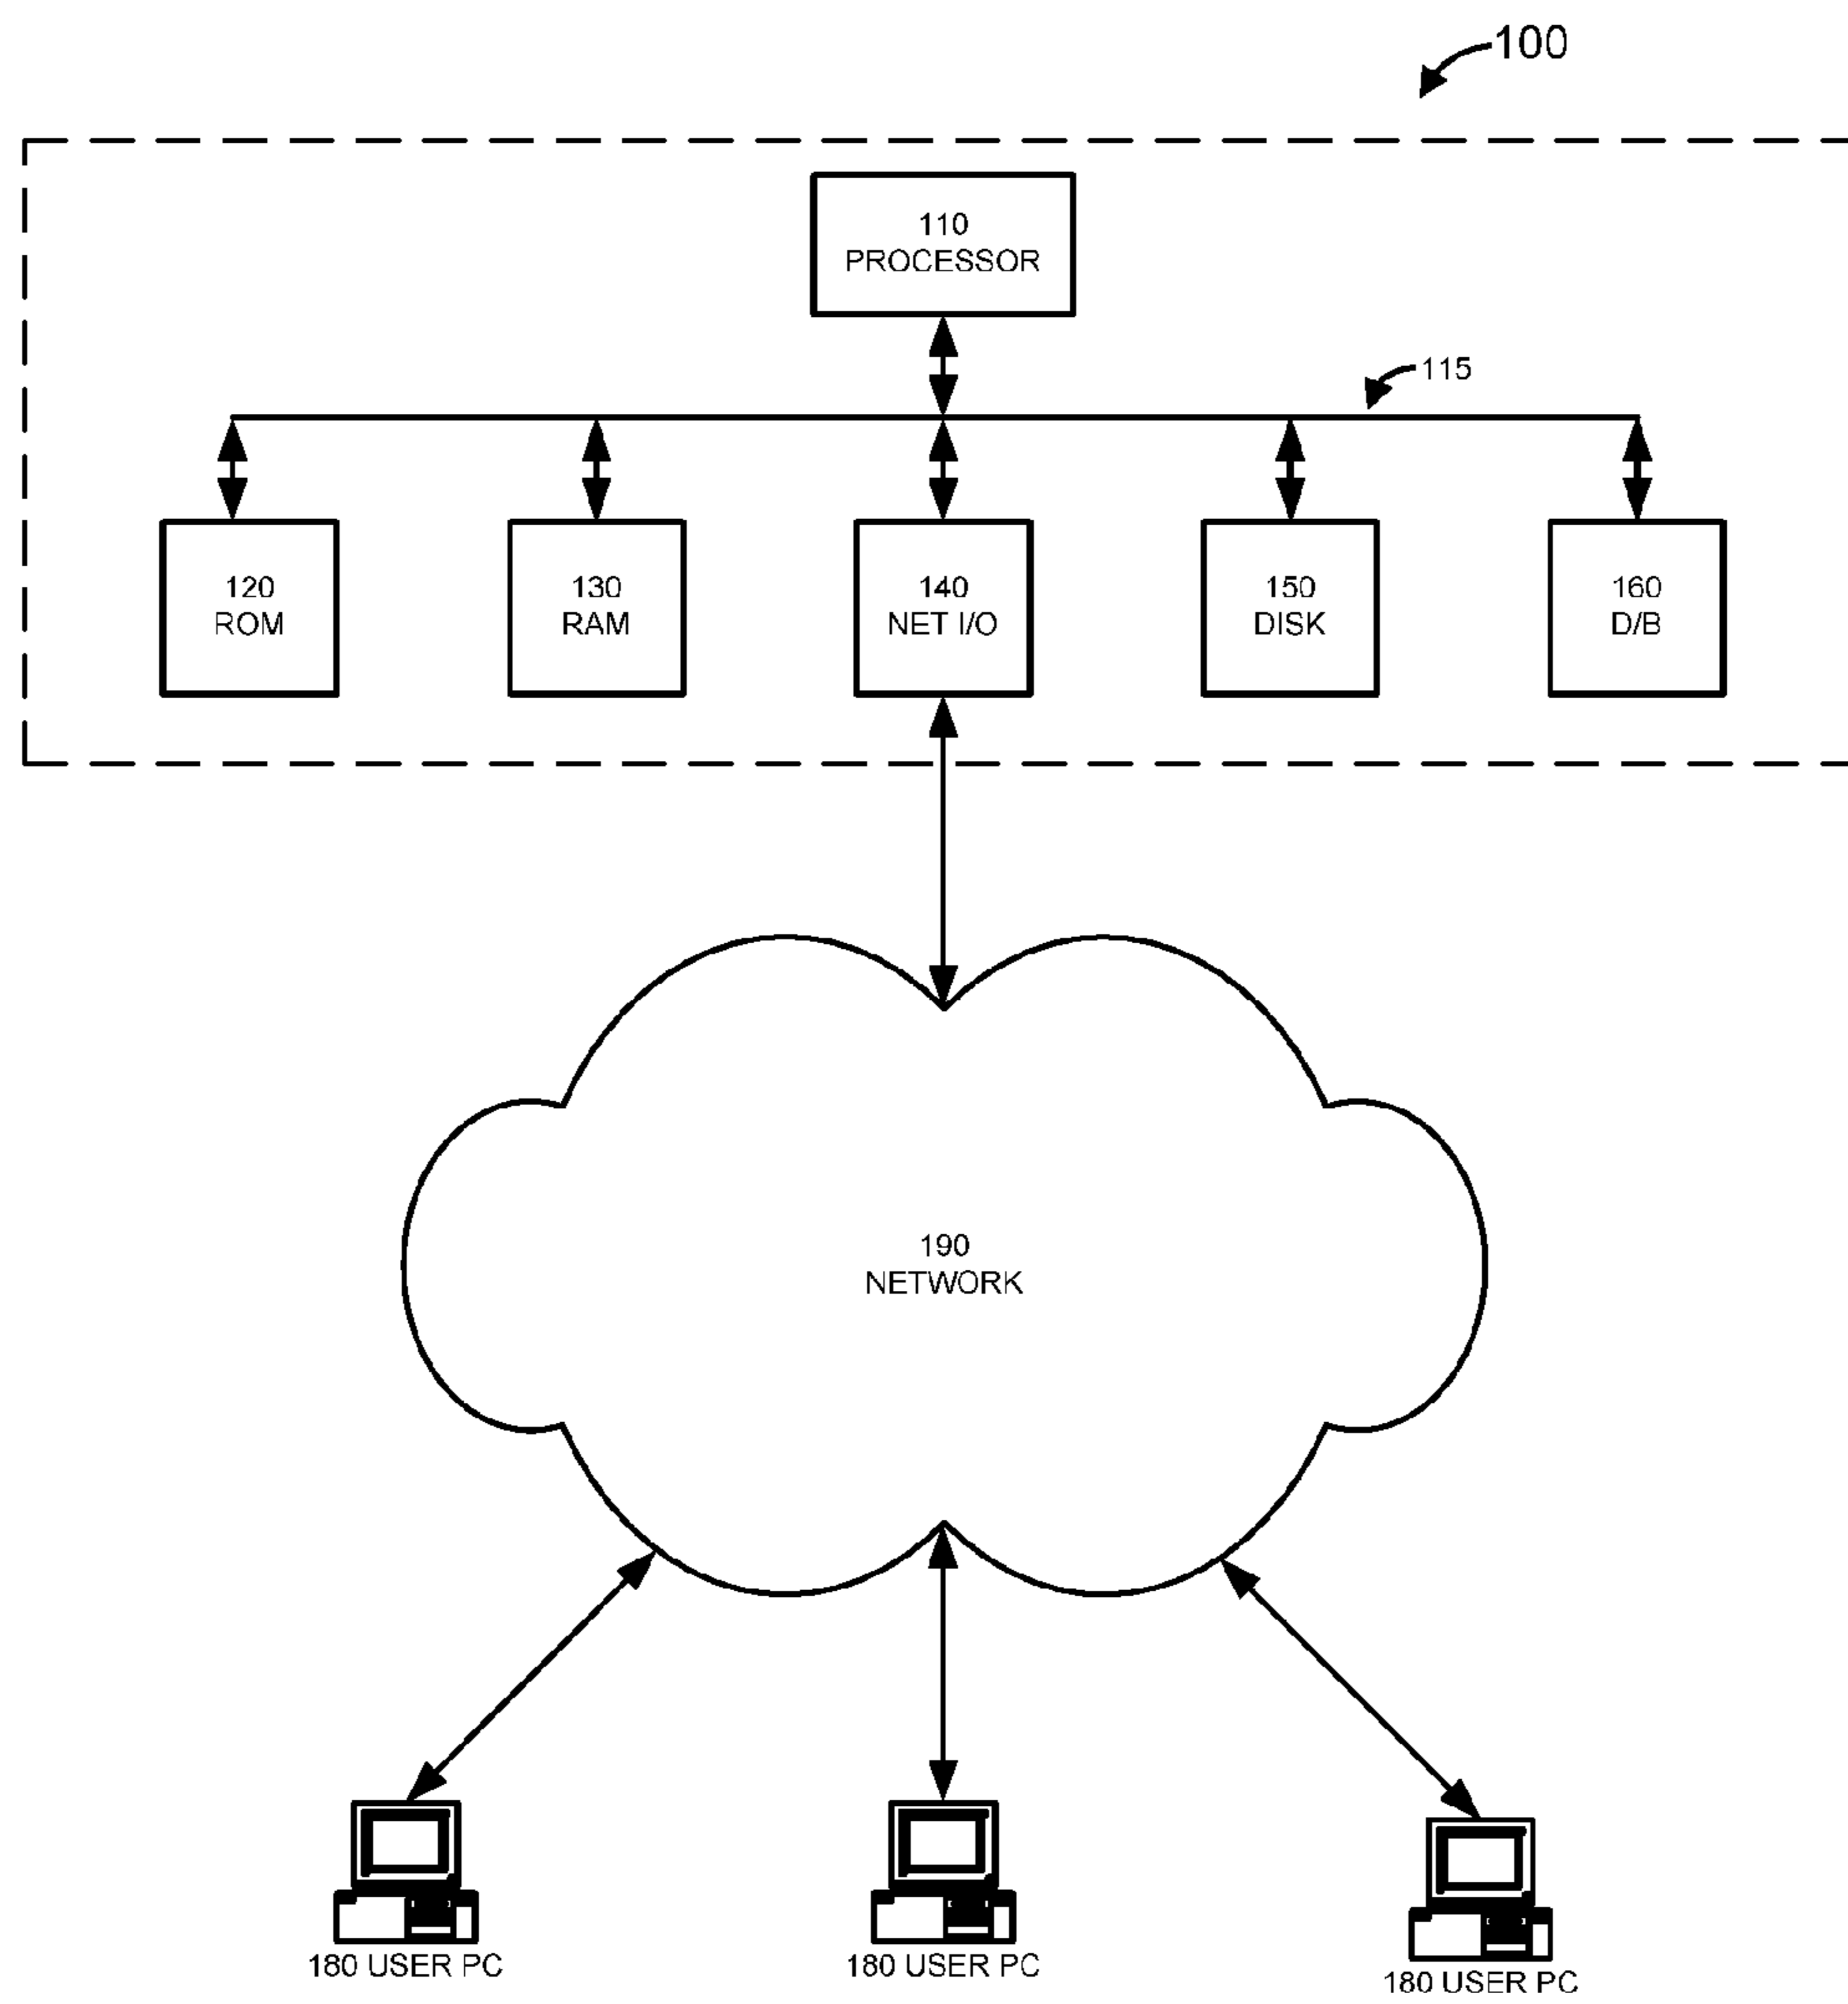 100
110
PROCESSOR
115
120
ROM
130
RAM
140
NET I/O
150
DISK
160
D/B
190
NETWORK
180 USER PC
180 USER PC
180 USER PC